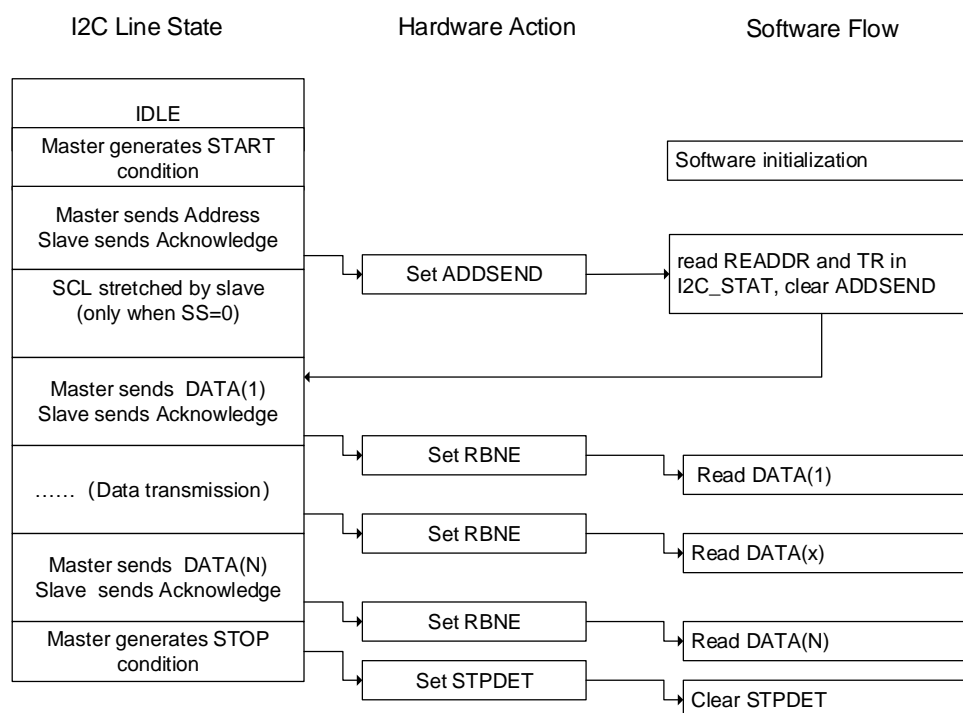 I2C Line State
Hardware Action
Software Flow
IDLE
Master generates START
condition
Software initialization
Master sends Address
Slave sends Acknowledge
Set ADDSEND
read READDR and TR in
I2C_STAT, clear ADDSEND
SCL stretched by slave
(only when SS=0)
Master sends DATA(1)
Slave sends Acknowledge
Set RBNE
Read DATA(1)
…… (Data transmission)
Set RBNE
Read DATA(x)
Master sends DATA(N)
Slave sends Acknowledge
Set RBNE
Read DATA(N)
Master generates STOP
condition
Set STPDET
Clear STPDET